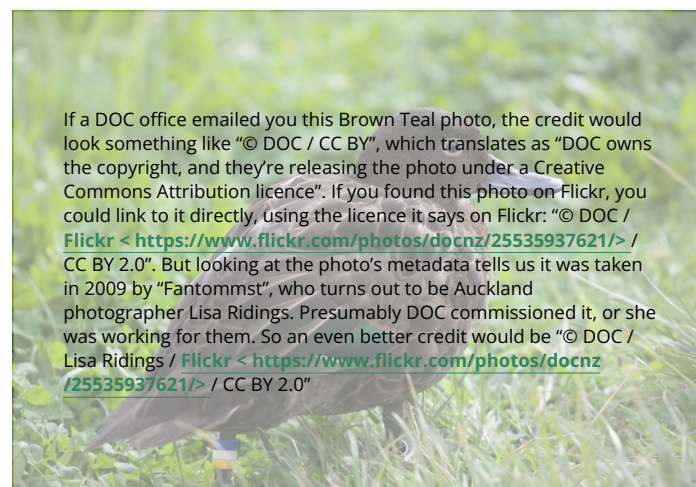 If a DOC office emailed you this Brown Teal photo, the credit would
look something like “© DOC / CC BY”, which translates as “DOC owns
the copyright, and they’re releasing the photo under a Creative
Commons Attribution licence”. If you found this photo on Flickr, you
could link to it directly, using the licence it says on Flickr: “© DOC /
Flickr < https://www.flickr.com/photos/docnz/25535937621/> /
CC BY 2.0”. But looking at the photo’s metadata tells us it was taken
in 2009 by “Fantommst”, who turns out to be Auckland
photographer Lisa Ridings. Presumably DOC commissioned it, or she
was working for them. So an even better credit would be “© DOC /
Lisa Ridings / Flickr < https://www.flickr.com/photos/docnz
/25535937621/> / CC BY 2.0”